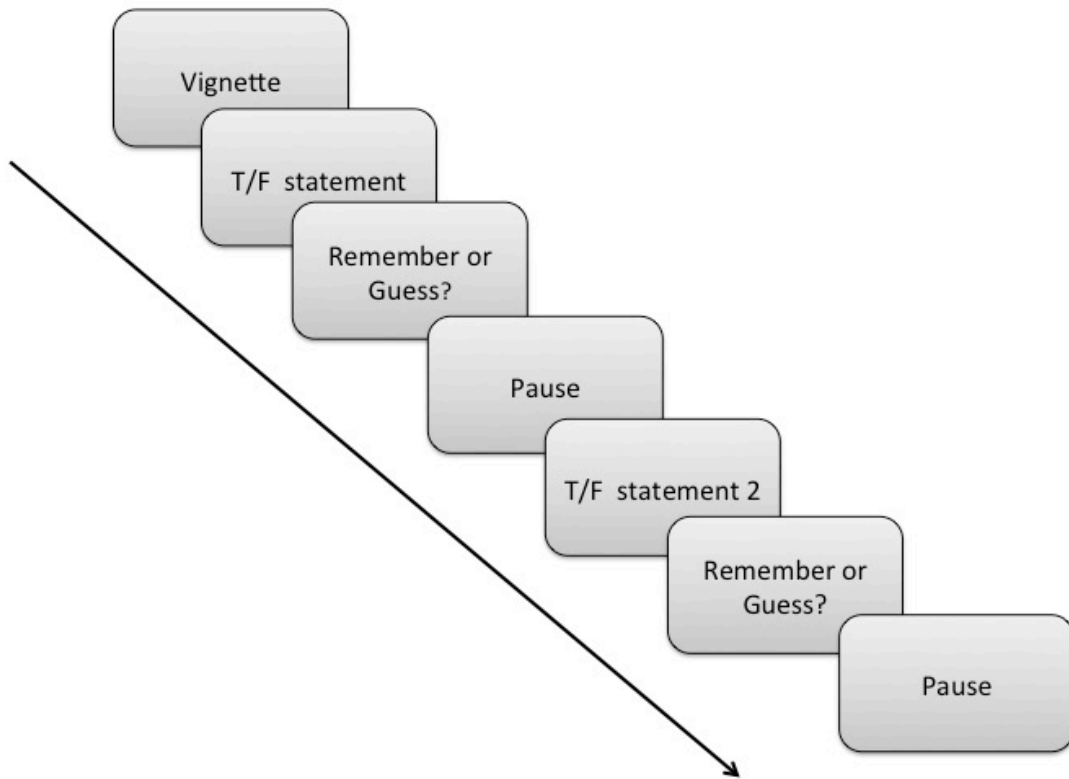 Vignette
T/F statement
Remember or
Guess?
Pause
T/F statement 2
Remember or
Guess?
Pause